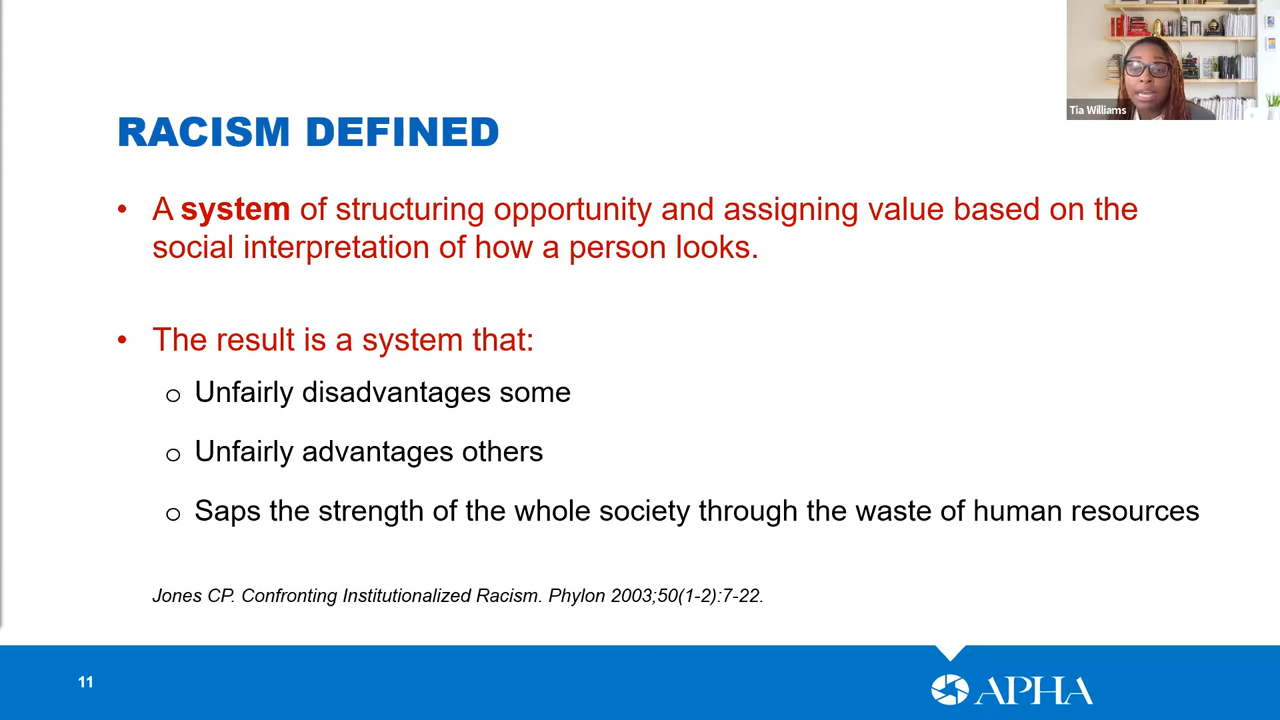 Tia Williams
RACISM DEFINED
• A system of structuring opportunity and assigning value based on the
social interpretation of how a person looks.
• The result is a system that:
o Unfairly disadvantages some
o Unfairly advantages others
o Saps the strength of the whole society through the waste of human resources
Jones CP. Confronting Institutionalized Racism. Phylon 2003;50(1-2):7-22.
11
APHA